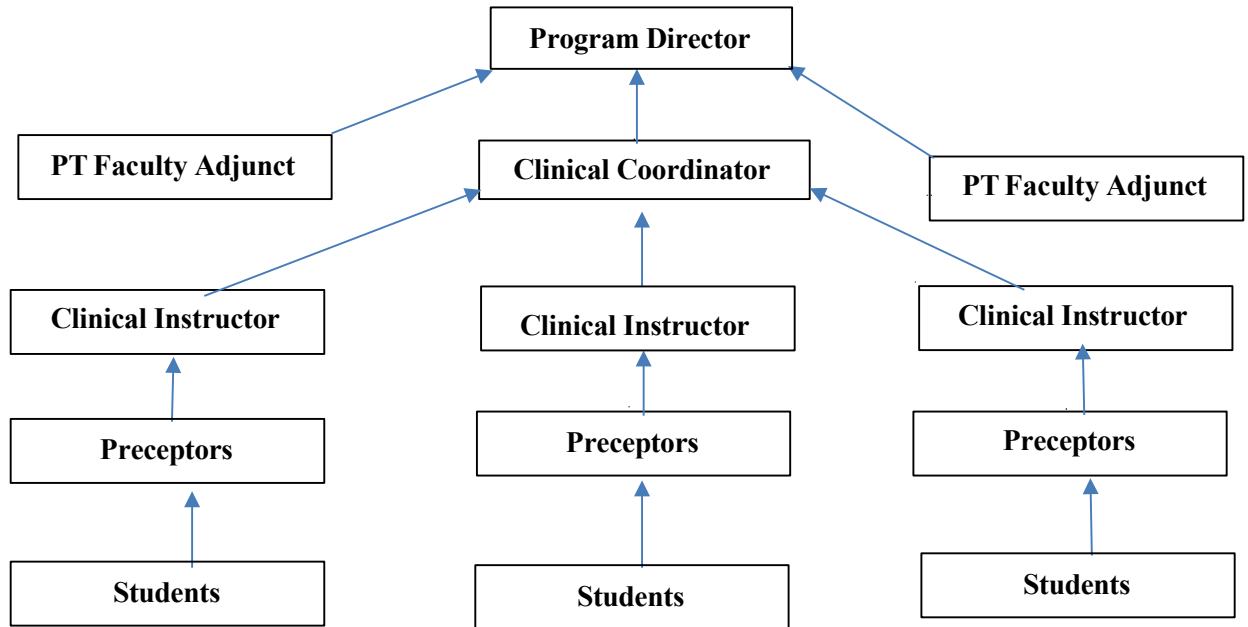 Program Director
PT Faculty Adjunct
Clinical Coordinator
PT Faculty Adjunct
Clinical Instructor
Clinical Instructor
Clinical Instructor
Preceptors
Preceptors
Preceptors
Students
Students
Students